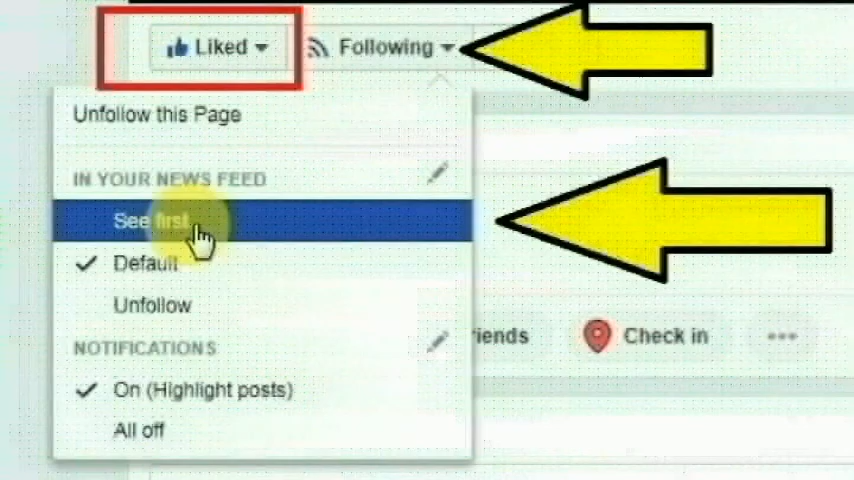 Liked Following
Unfollow this Page
IN YOUR NEWS FEED
See first
Default
Unfollow
riends Check in
NOTIFICATIONS
On (Highlight posts)
All off